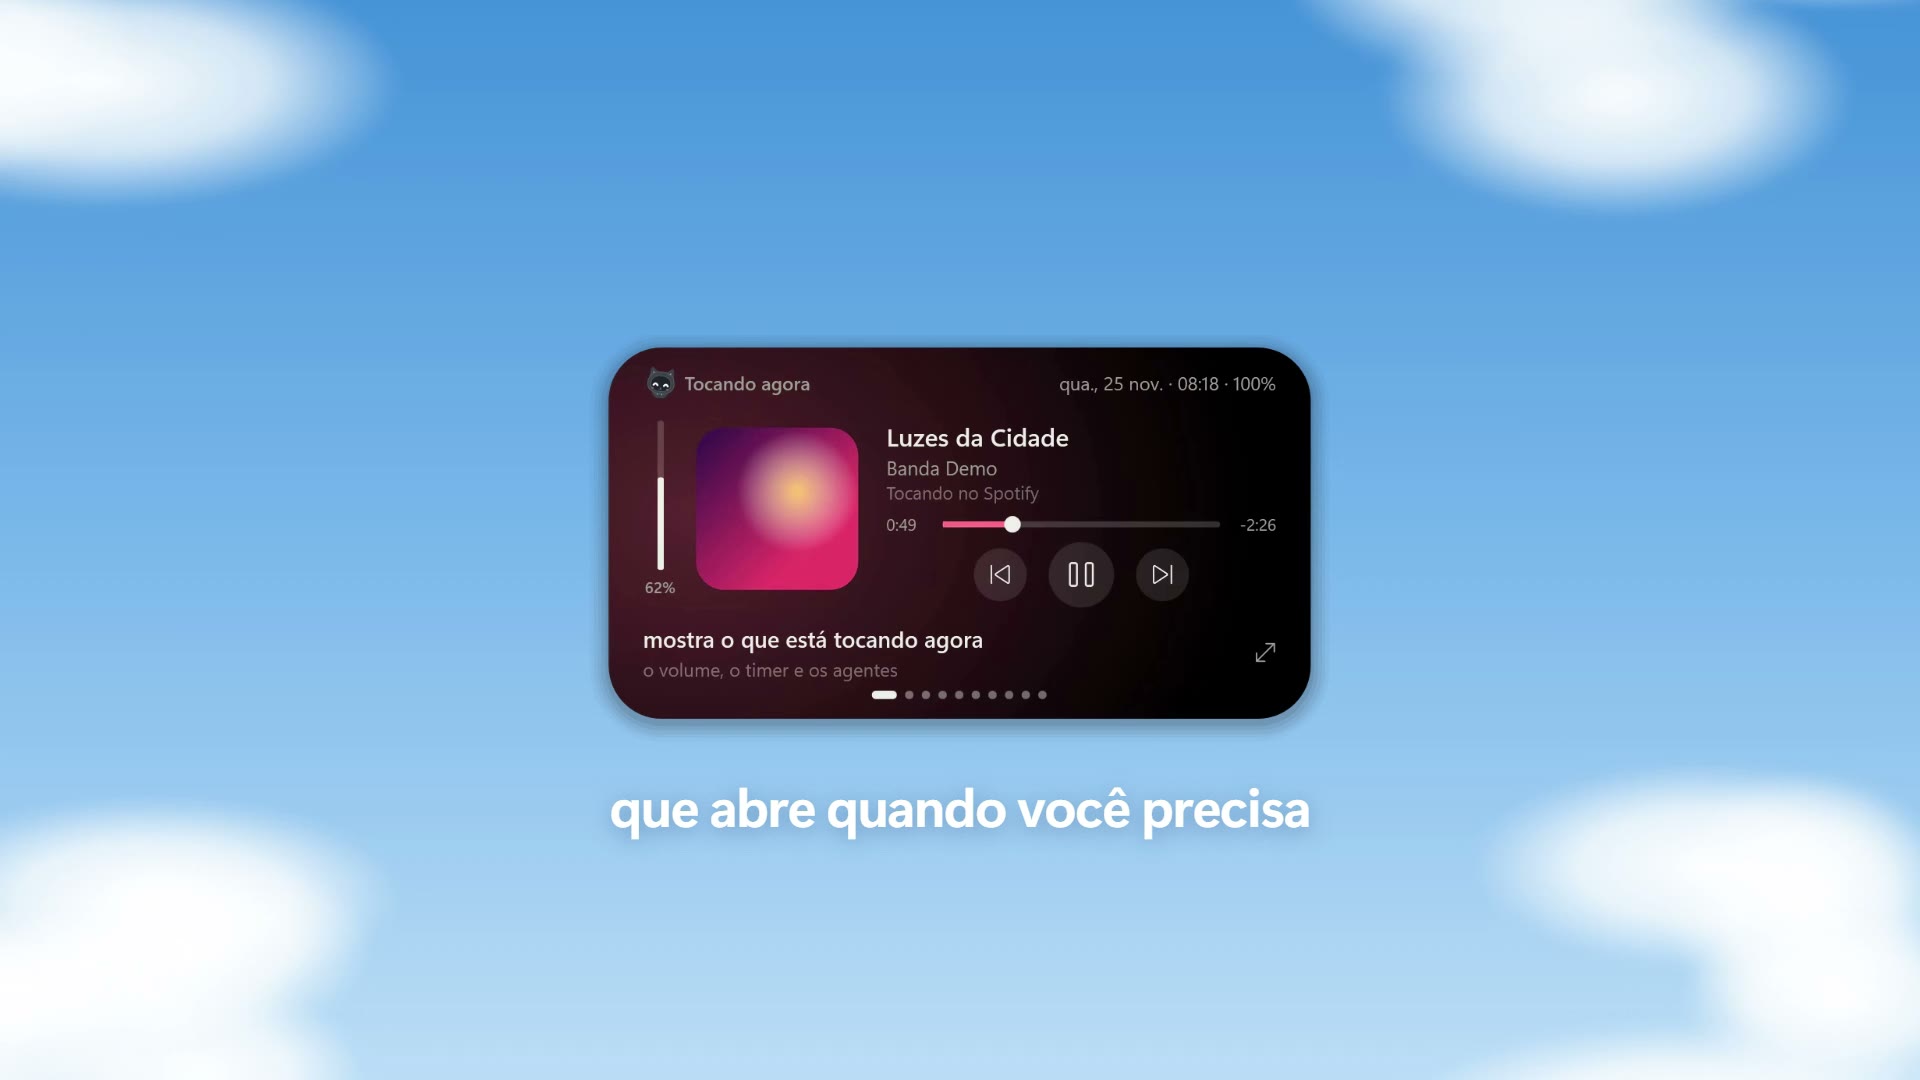 Tocando agora
qua., 25 nov. · 08:18 · 100%
Luzes da Cidade
Banda Demo
Tocando no Spotify
0:49
-2:26
62%
mostra o que está tocando agora
o volume, o timer e os agentes
que abre quando você precisa